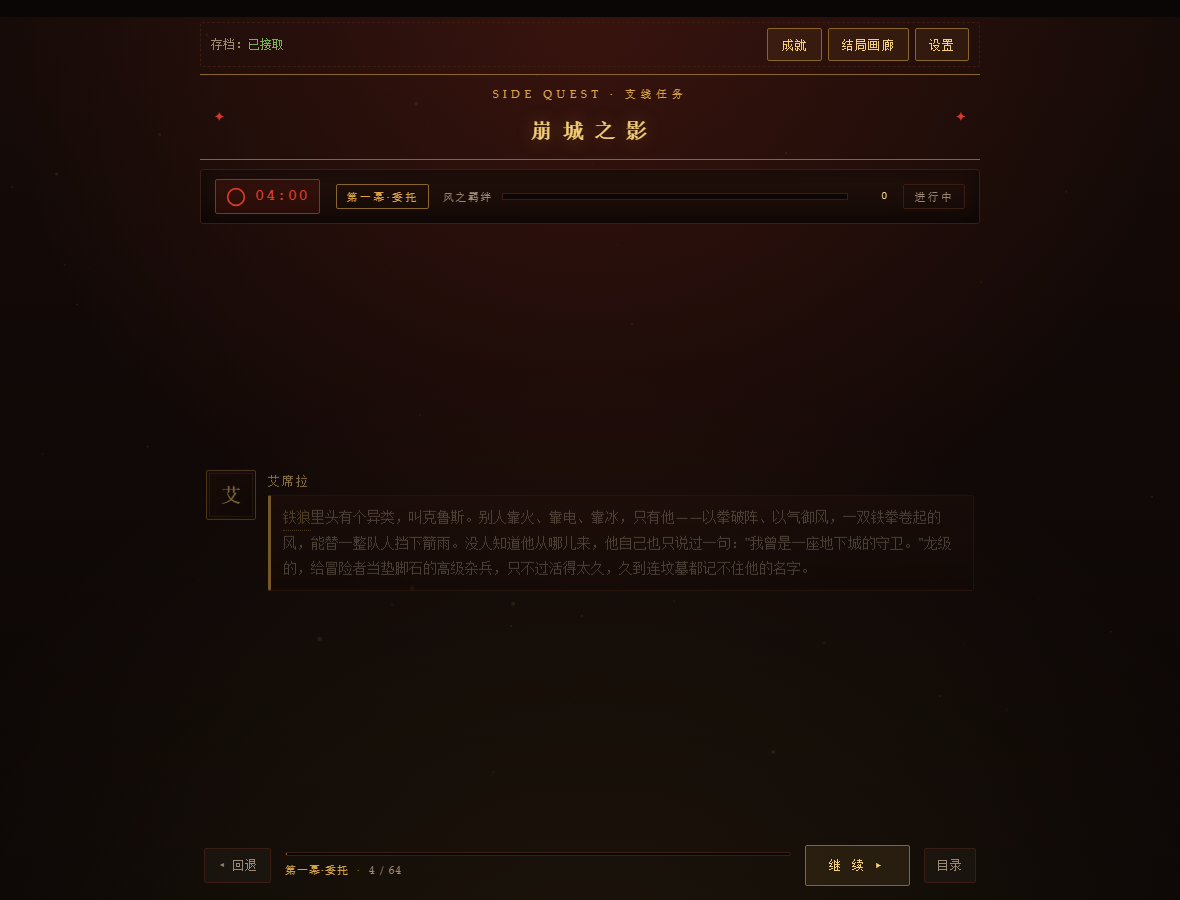 存档: 已接取
成就
结局画廊
设置
SIDE QUEST · 支线任务
崩城之影
04:00
第一幕·委托
风之羁绊
0
进行中
艾
艾席拉
铁狼里头有个异类，叫克鲁斯。别人靠火、靠电、靠冰，只有他——以拳破阵、以气御风，一双铁拳卷起的
风，能替一整队人挡下箭雨。没人知道他从哪儿来，他自己也只说过一句："我曾是一座地下城的守卫。"龙级
的，给冒险者当垫脚石的高级杂兵，只不过活得太久，久到连坟墓都记不住他的名字。
◂ 回退
第一幕·委托 · 4 / 64
继续 ▸
目录